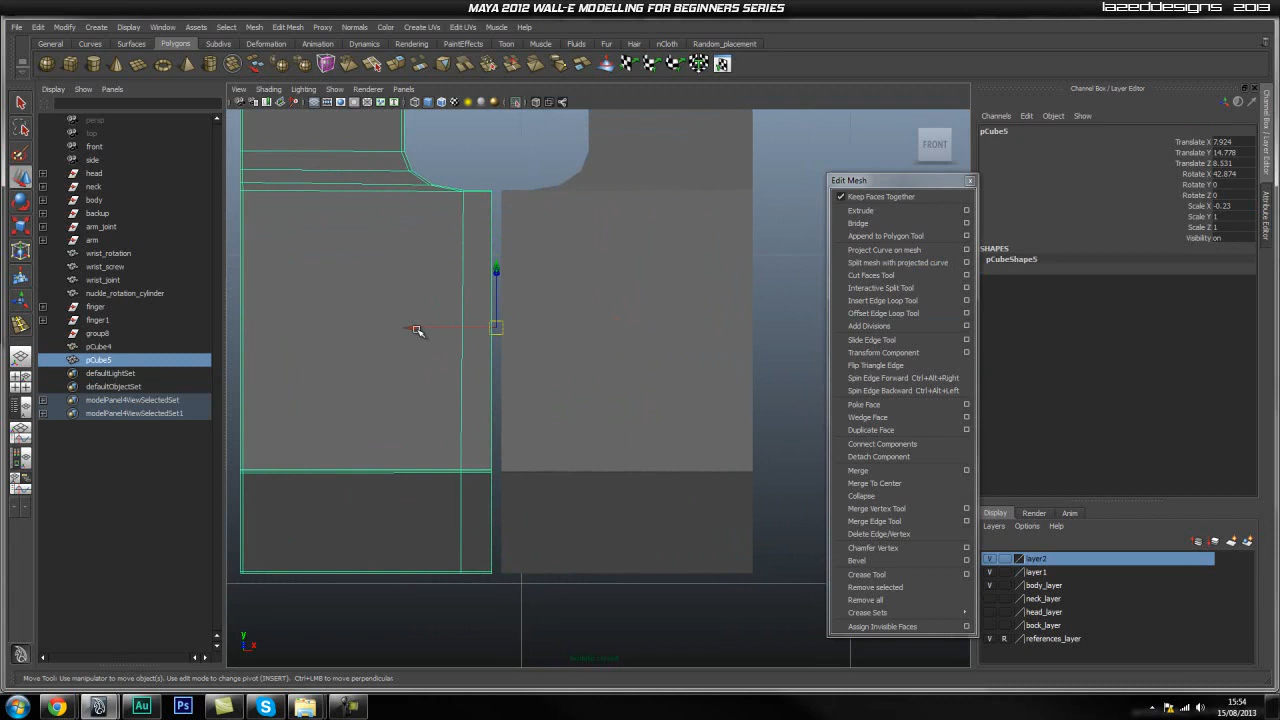 MAYA 2012 WALL-E MODELLING FOR BEGINNERS SERIES
LAZEDDESIGNS 2013
File Edit Modify Create Display Window Assets Select Mesh Edit Mesh Proxy Normals Color Create UVs Edit UVs Muscle Help
General Curves Surfaces Polygons Subdivs Deformation Animation Dynamics Rendering PaintEffects Toon Muscle Fluids Fur Hair nCloth Random_placement
Display Show Panels
View Shading Lighting Show Renderer Panels
Channel Box / Layer Editor
Channels Edit Object Show
persp
top
front
side
head
neck
body
backup
arm_joint
arm
wrist_rotation
wrist_screw
wrist_joint
nuckle_rotation_cylinder
finger
finger1
group8
pCube4
pCube5
defaultLightSet
defaultObjectSet
modelPanel4ViewSelectedSet
modelPanel4ViewSelectedSet1
FRONT
Edit Mesh
Keep Faces Together
Extrude
Bridge
Append to Polygon Tool
Project Curve on mesh
Split mesh with projected curve
Cut Faces Tool
Interactive Split Tool
Insert Edge Loop Tool
Offset Edge Loop Tool
Add Divisions
Slide Edge Tool
Transform Component
Flip Triangle Edge
Spin Edge Forward Ctrl+Alt+Right
Spin Edge Backward Ctrl+Alt+Left
Poke Face
Wedge Face
Duplicate Face
Connect Components
Detach Component
Merge
Merge To Center
Collapse
Merge Vertex Tool
Merge Edge Tool
Delete Edge/Vertex
Chamfer Vertex
Bevel
Crease Tool
Remove selected
Remove all
Crease Sets
Assign Invisible Faces
pCube5
Translate X 7.924
Translate Y 14.778
Translate Z 8.531
Rotate X 42.874
Rotate Y 0
Rotate Z 0
Scale X -0.23
Scale Y 1
Scale Z 1
Visibility on
SHAPES
pCubeShape5
Channel Box / Layer Editor
Attribute Editor
Display Render Anim
Layers Options Help
V layer2
V layer1
V body_layer
neck_layer
head_layer
bock_layer
V R references_layer
y
x
Move Tool: Use manipulator to move object(s). Use edit mode to change pivot (INSERT). Ctrl+LMB to move perpendicular.
Au
Ps
S
15:54
15/08/2013